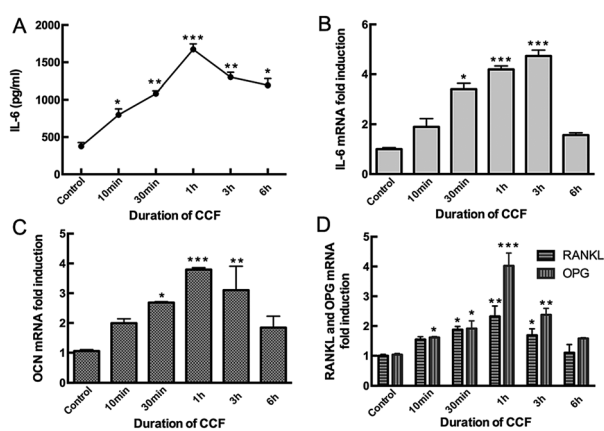 A
IL-6 (pg/ml)
2000
1500
1000
500
0
*
**
***
**
*
Control
10min
30min
1h
3h
6h
Duration of CCF
B
IL-6 mRNA fold induction
6
4
2
0
*
***
***
Control
10min
30min
1h
3h
6h
Duration of CCF
C
OCN mRNA fold induction
5
4
3
2
1
0
*
***
**
Control
10min
30min
1h
3h
6h
Duration of CCF
D
RANKL and OPG mRNA
fold induction
5
4
3
2
1
0
*
*
*
**
***
*
**
RANKL
OPG
Control
10min
30min
1h
3h
6h
Duration of CCF